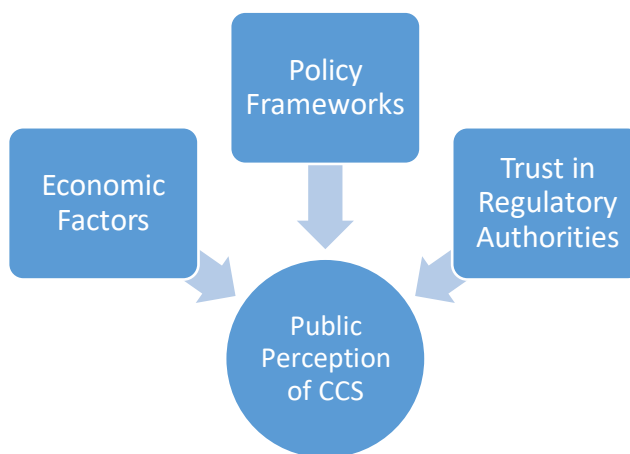 Policy
Frameworks
Economic
Factors
Trust in
Regulatory
Authorities
Public
Perception
of CCS